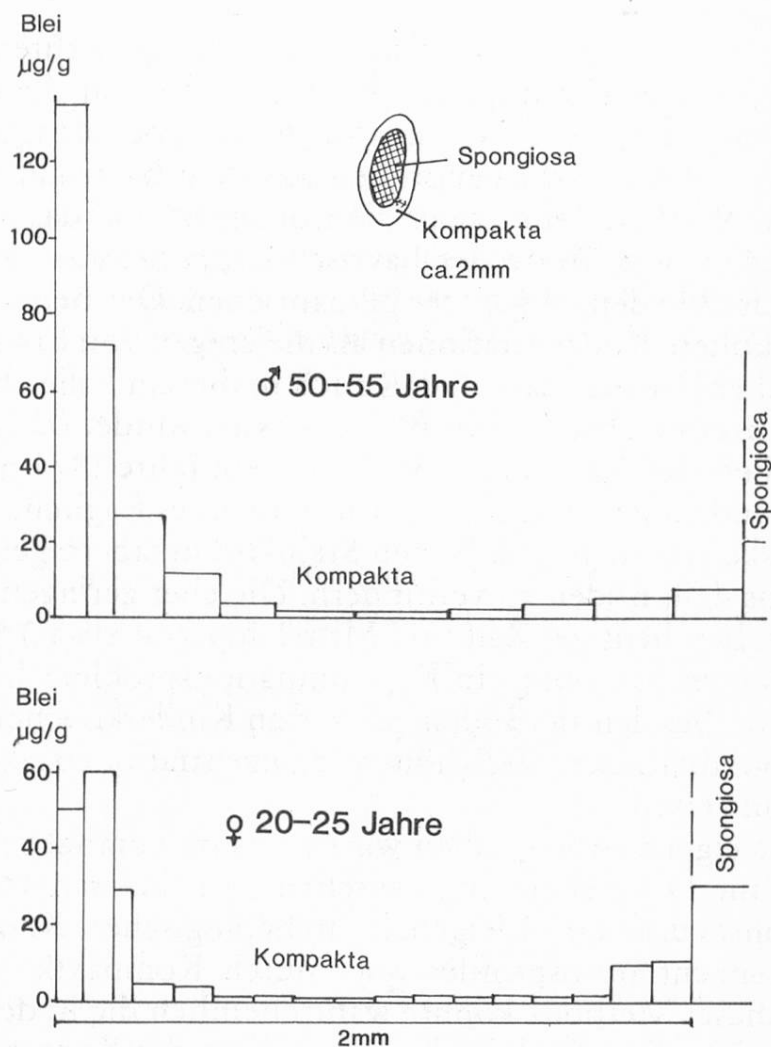 Blei
µg/g
120
100
80
60
40
20
0
Spongiosa
Kompakta
ca.2mm
♂ 50–55 Jahre
Kompakta
Spongiosa
Blei
µg/g
60
40
20
0
♀ 20–25 Jahre
Kompakta
Spongiosa
2mm